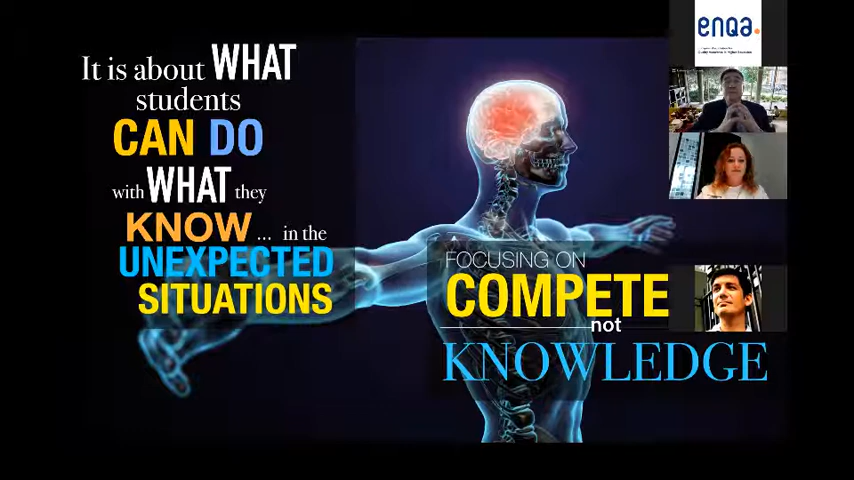 It is about WHAT
students
CAN DO
with WHAT they
KNOW ... in the
UNEXPECTED
SITUATIONS
FOCUSING ON
COMPETE
not
KNOWLEDGE
enqa.